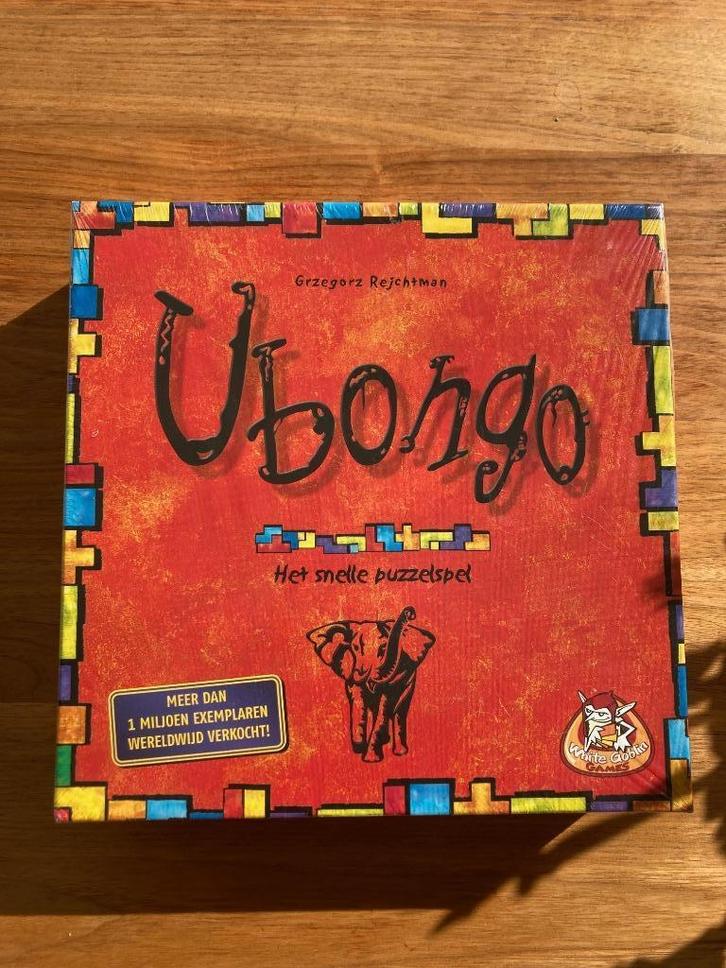 Grzegorz Rejchtman
Ubongo
Het snelle puzzelspel
MEER DAN
1 MILJOEN EXEMPLAREN
WERELDWIJD VERKOCHT!
White Goblin
GAMES